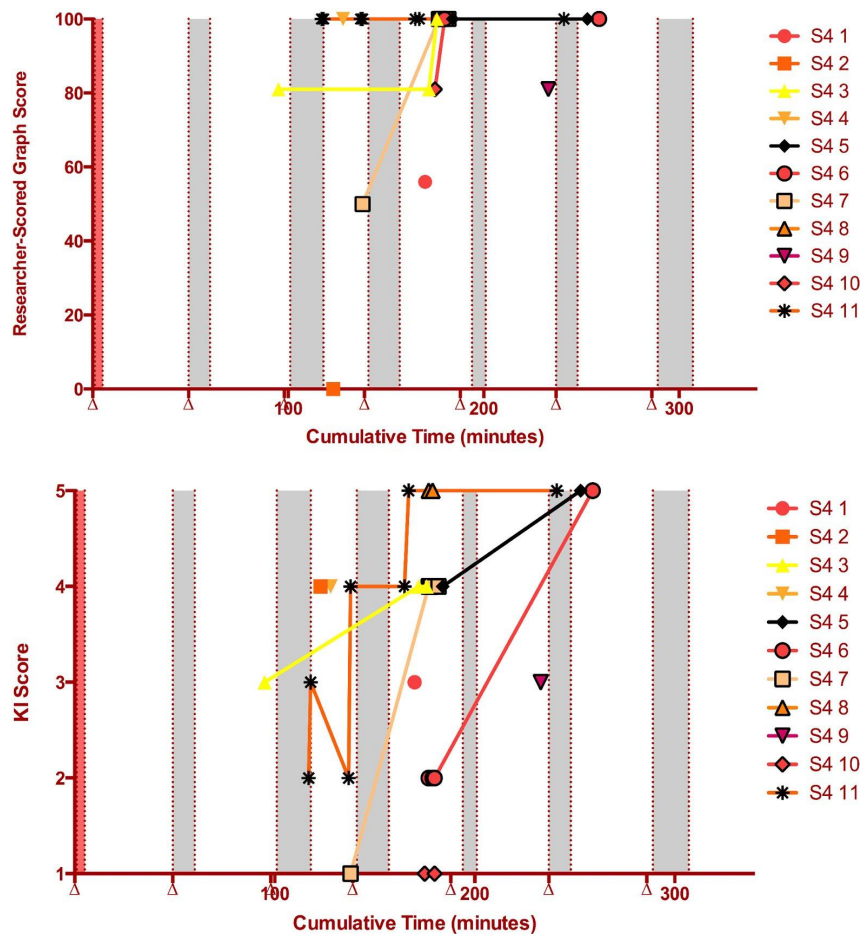 Researcher-Scored Graph Score
100
80
60
40
20
0
100
200
300
Cumulative Time (minutes)
S4 1
S4 2
S4 3
S4 4
S4 5
S4 6
S4 7
S4 8
S4 9
S4 10
S4 11
KI Score
5
4
3
2
1
100
200
300
Cumulative Time (minutes)
S4 1
S4 2
S4 3
S4 4
S4 5
S4 6
S4 7
S4 8
S4 9
S4 10
S4 11